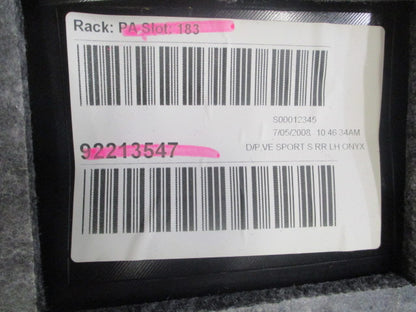 Rack: PA Slot: 183
S00012345
7/05/2008 10:46:34AM
92213547
D/P VE SPORT S RR LH ONYX